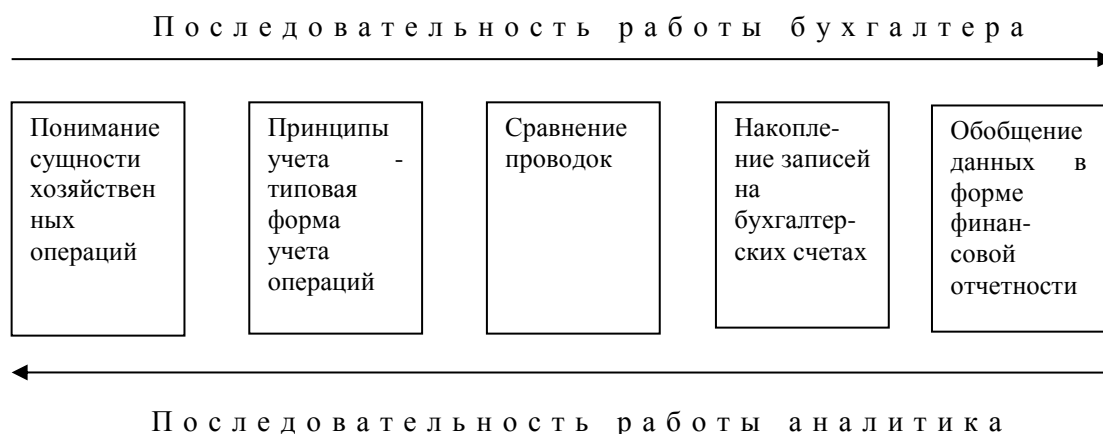 Последовательность работы бухгалтера
Понимание
сущности
хозяйствен
ных
операций
Принципы
учета -
типовая
форма
учета
операций
Сравнение
проводок
Накопле-
ние записей
на
бухгалтер-
ских счетах
Обобщение
данных в
форме
финан-
совой
отчетности
Последовательность работы аналитика